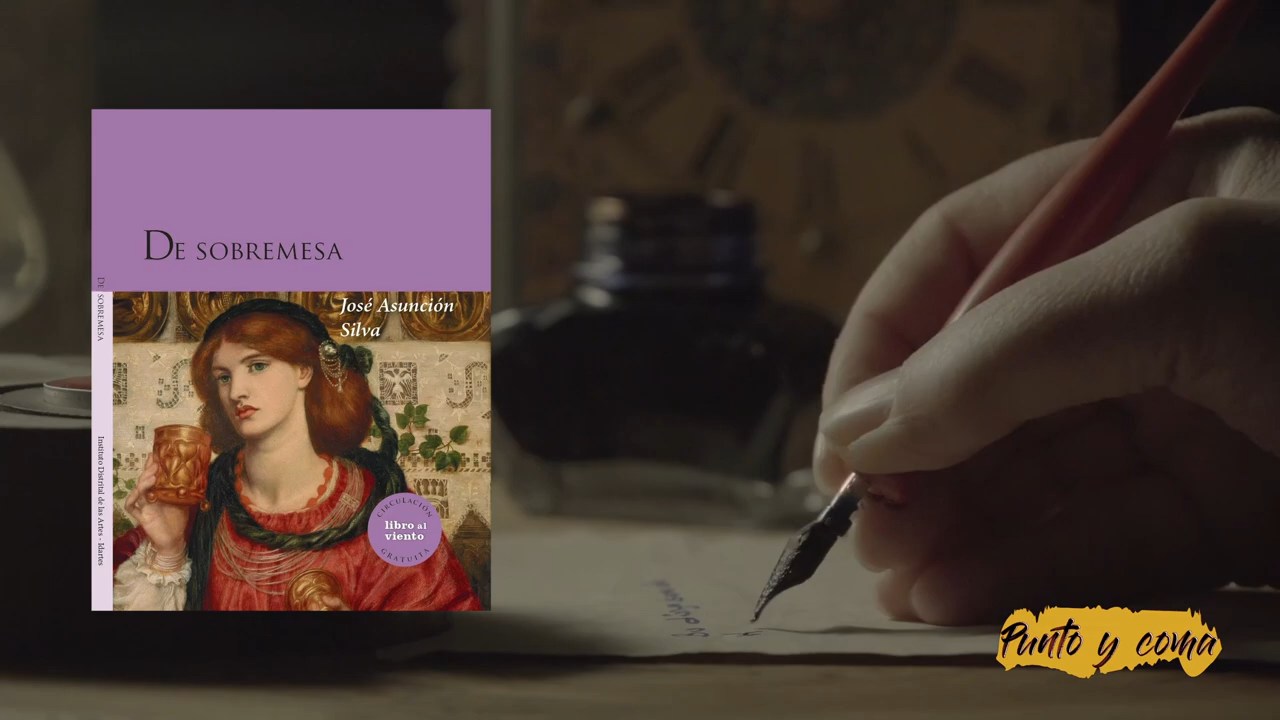 De sobremesa
José Asunción
Silva
De sobremesa
Instituto Distrital de las Artes – Idartes
CIRCULACIÓN
libro al
viento
GRATUITA
Punto y coma